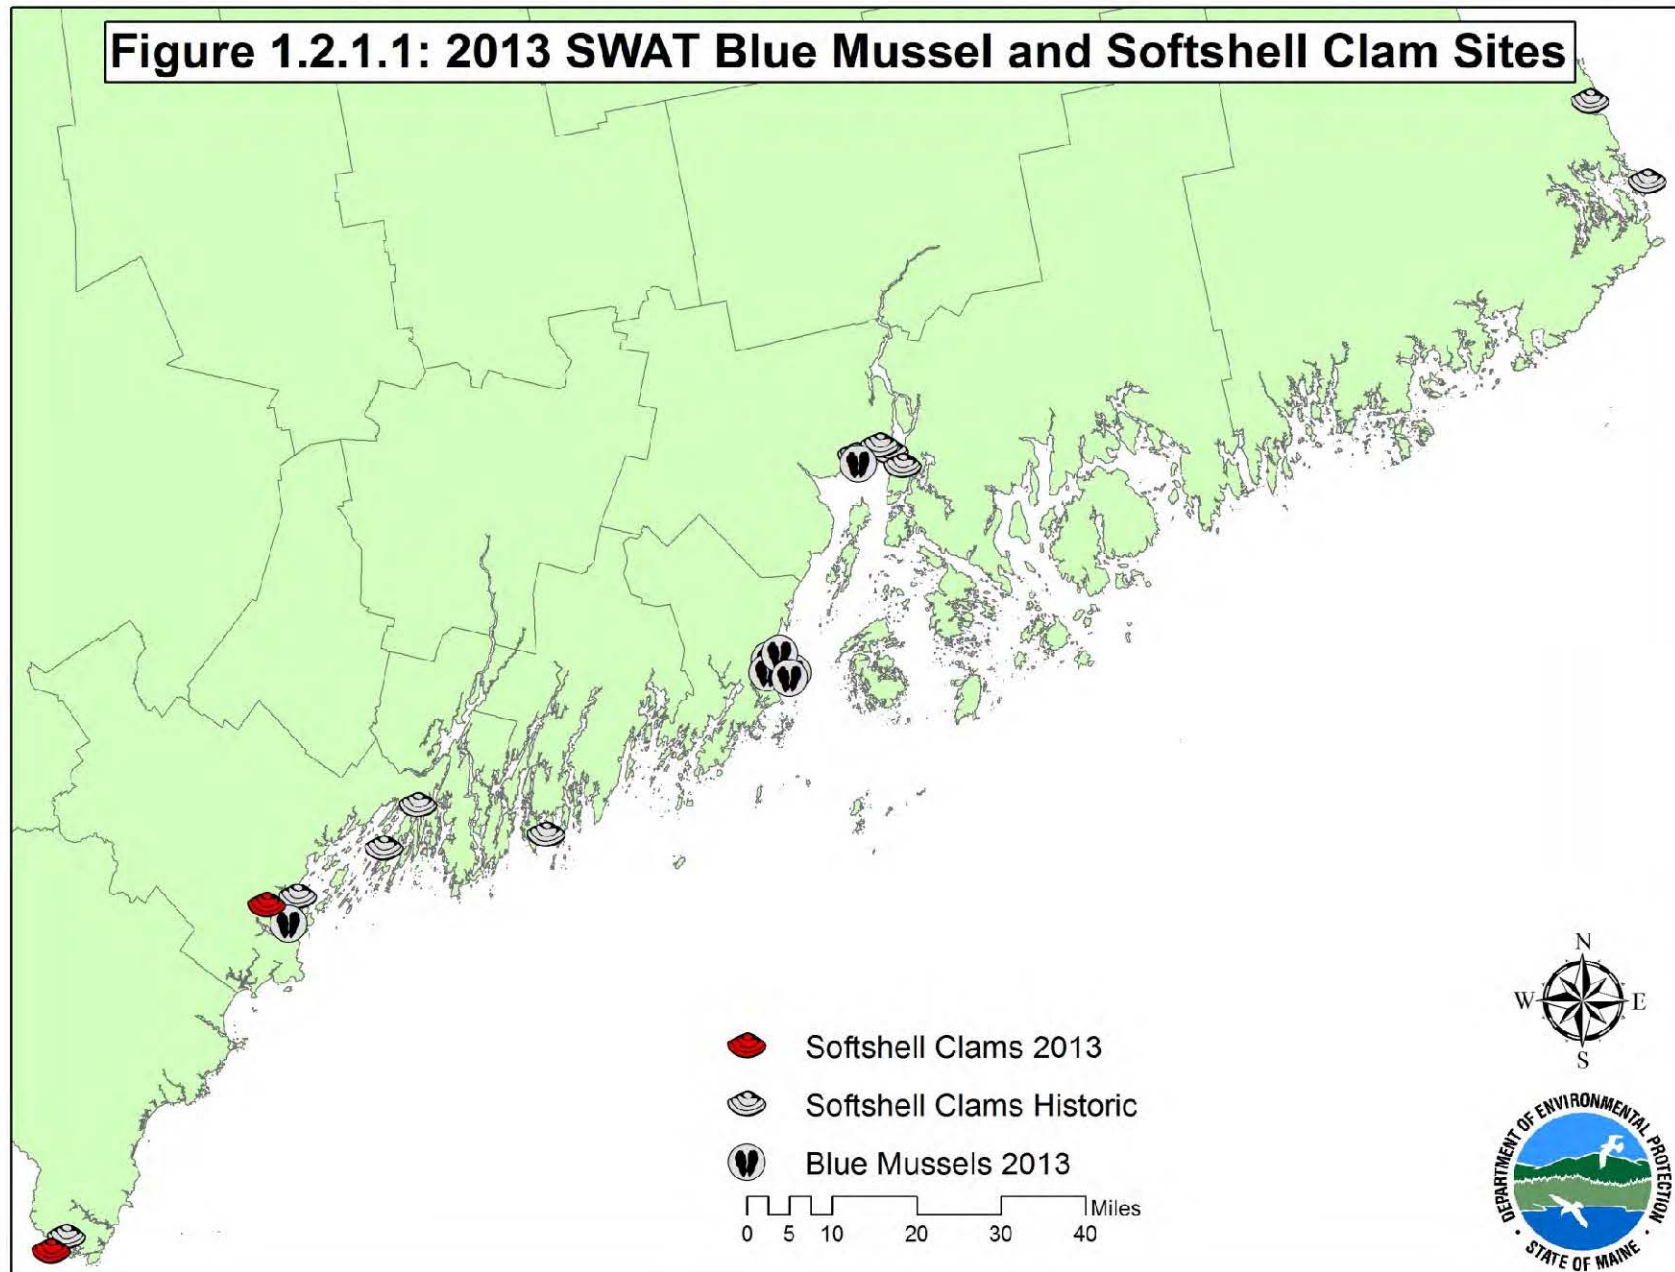 Figure 1.2.1.1: 2013 SWAT Blue Mussel and Softshell Clam Sites
N
W E
S
Softshell Clams 2013
Softshell Clams Historic
Blue Mussels 2013
Miles
0 5 10 20 30 40
DEPARTMENT OF ENVIRONMENTAL PROTECTION
STATE OF MAINE